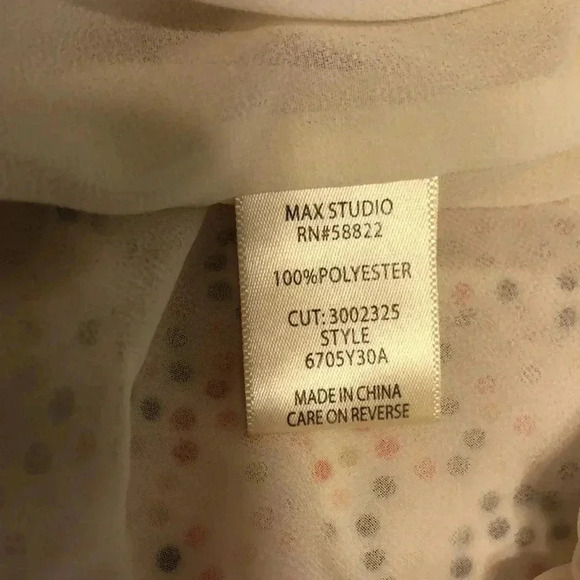 MAX STUDIO
RN#58822
100%POLYESTER
CUT: 3002325
STYLE
6705Y30A
MADE IN CHINA
CARE ON REVERSE